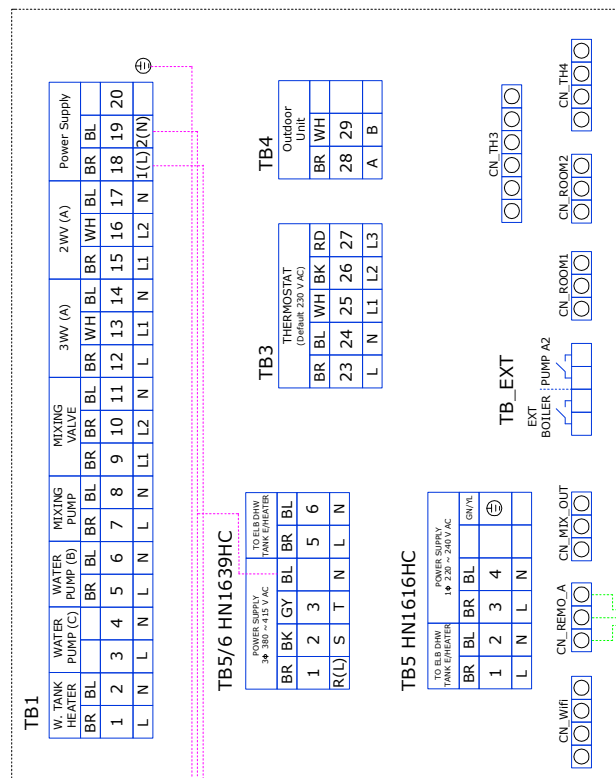 TB1
W. TANK
HEATER
WATER
PUMP (C)
WATER
PUMP (B)
MIXING
PUMP
MIXING
VALVE
3WV (A)
2WV (A)
Power Supply
BR BL BR BL BR BL BR BR BL BR WH BL BR WH BL BR BL
1 2 3 4 5 6 7 8 9 10 11 12 13 14 15 16 17 18 19 20
L N L N L N L N L1 L2 N L L1 N L1 L2 N 1(L) 2(N)
TB5/6 HN1639HC
POWER SUPPLY
3Φ 380 ~ 415 V AC
TO ELB DHW
TANK E/HEATER
BR BK GY BL BR BL
1 2 3 5 6
R(L) S T N L N
TB3
THERMOSTAT
(Default 230 V AC)
BR BL WH BK RD
23 24 25 26 27
L N L1 L2 L3
TB4
Outdoor
Unit
BR WH
28 29
A B
TB5 HN1616HC
TO ELB DHW
TANK E/HEATER
POWER SUPPLY
1Φ 220 ~ 240 V AC
BR BL BR BL GN/YL
1 2 3 4
L N L N
TB_EXT
EXT
BOILER
PUMP A2
CN_TH3
CN_Wifi
CN_REMO_A
CN_MIX_OUT
CN_ROOM1
CN_ROOM2
CN_TH4